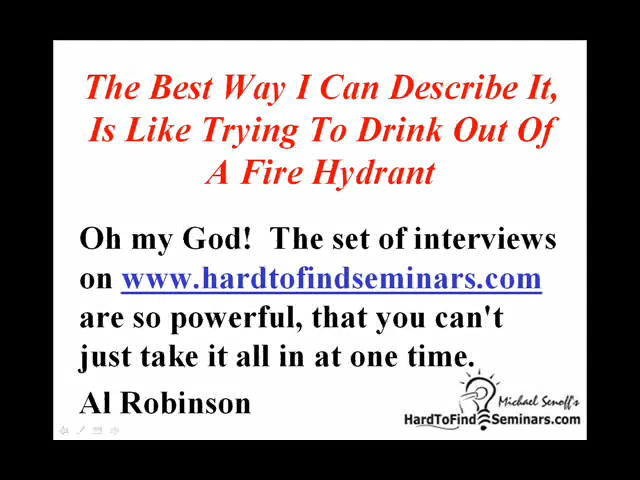 The Best Way I Can Describe It,
Is Like Trying To Drink Out Of
A Fire Hydrant
Oh my God!  The set of interviews
on www.hardtofindseminars.com
are so powerful, that you can't
just take it all in at one time.
Al Robinson
Michael Senoff's
HardToFindSeminars.com